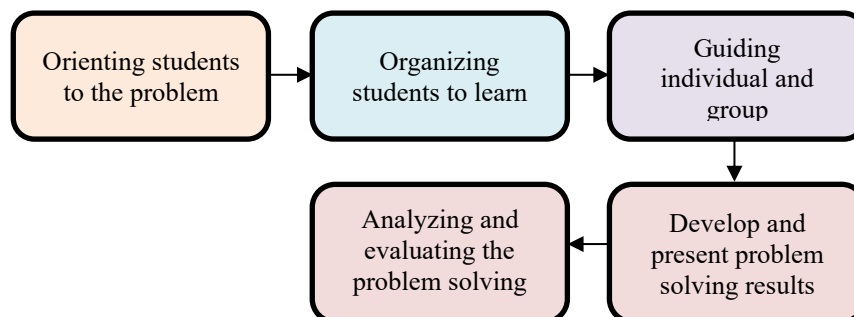 Orienting students
to the problem
Organizing
students to learn
Guiding
individual and
group
Develop and
present problem
solving results
Analyzing and
evaluating the
problem solving